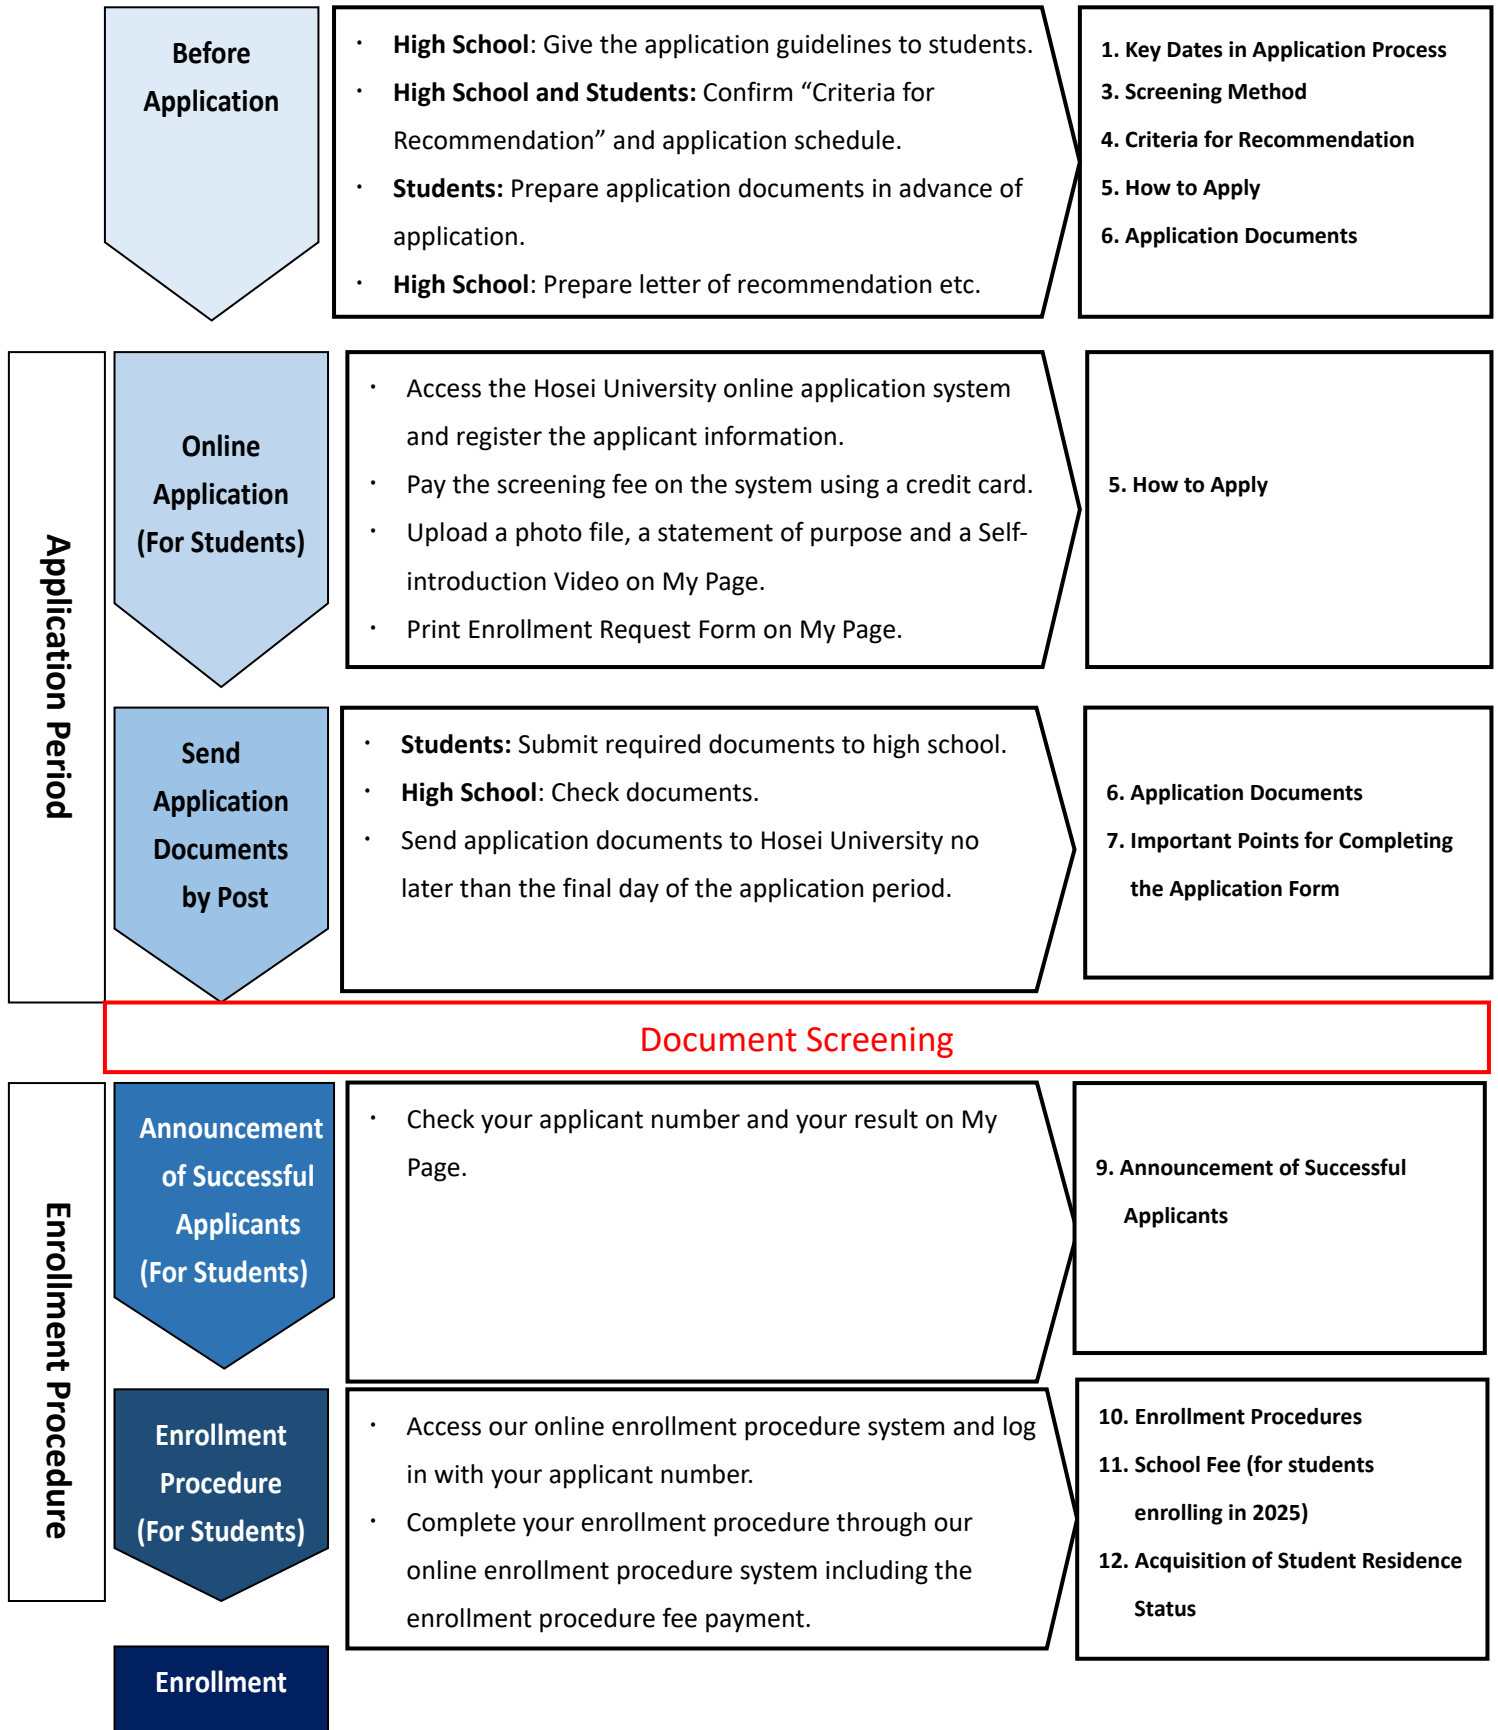 Before
Application
· High School: Give the application guidelines to students.
· High School and Students: Confirm “Criteria for
Recommendation” and application schedule.
· Students: Prepare application documents in advance of
application.
· High School: Prepare letter of recommendation etc.
1. Key Dates in Application Process
3. Screening Method
4. Criteria for Recommendation
5. How to Apply
6. Application Documents
Application Period
Online
Application
(For Students)
· Access the Hosei University online application system
and register the applicant information.
· Pay the screening fee on the system using a credit card.
· Upload a photo file, a statement of purpose and a Self-
introduction Video on My Page.
· Print Enrollment Request Form on My Page.
5. How to Apply
Send
Application
Documents
by Post
· Students: Submit required documents to high school.
· High School: Check documents.
· Send application documents to Hosei University no
later than the final day of the application period.
6. Application Documents
7. Important Points for Completing
the Application Form
Document Screening
Enrollment Procedure
Announcement
of Successful
Applicants
(For Students)
· Check your applicant number and your result on My
Page.
9. Announcement of Successful
Applicants
Enrollment
Procedure
(For Students)
· Access our online enrollment procedure system and log
in with your applicant number.
· Complete your enrollment procedure through our
online enrollment procedure system including the
enrollment procedure fee payment.
10. Enrollment Procedures
11. School Fee (for students
enrolling in 2025)
12. Acquisition of Student Residence
Status
Enrollment